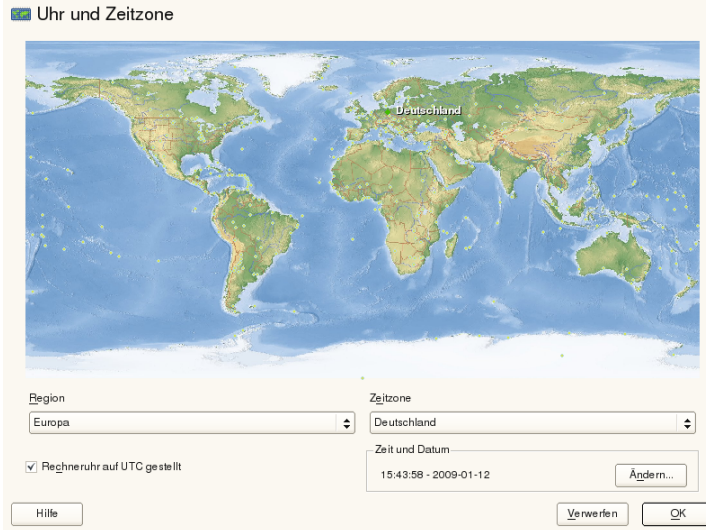 Uhr und Zeitzone
Deutschland
Region
Zeitzone
Europa
Deutschland
Rechneruhr auf UTC gestellt
Zeit und Datum
15:43:58 - 2009-01-12
Ändern...
Hilfe
Verwerfen
OK